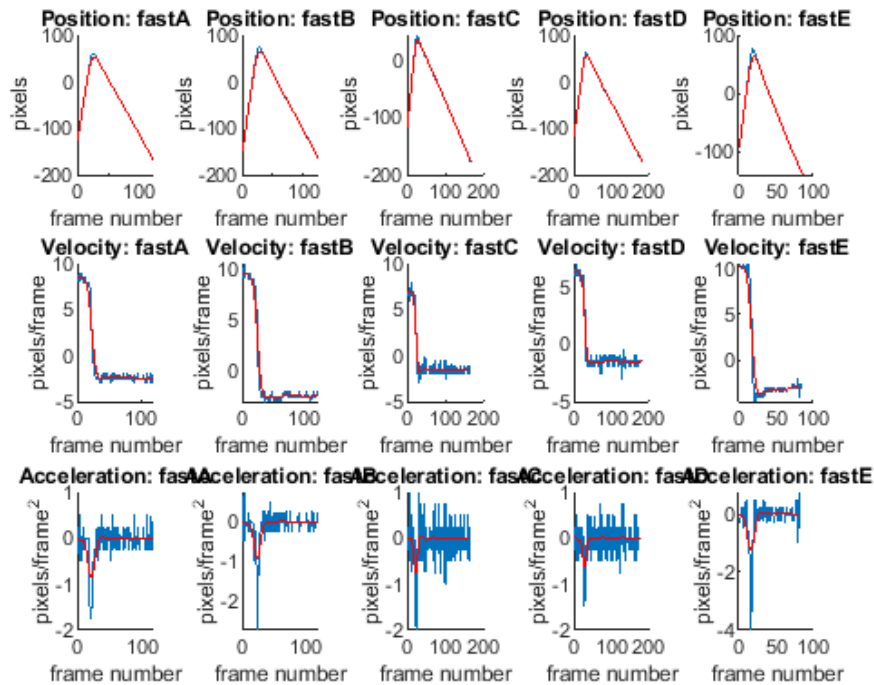 Position: fastA
100
0
-100
-200
pixels
0 100
frame number
Position: fastB
100
0
-100
-200
pixels
0 100
frame number
Position: fastC
100
0
-100
-200
pixels
0 100 200
frame number
Position: fastD
100
0
-100
-200
pixels
0 100 200
frame number
Position: fastE
100
0
-100
pixels
0 50 100
frame number
Velocity: fastA
10
5
0
-5
pixels/frame
0 100
frame number
Velocity: fastB
5
0
pixels/frame
0 100
frame number
Velocity: fastC
10
5
0
-5
pixels/frame
0 100 200
frame number
Velocity: fastD
5
0
-5
pixels/frame
0 100 200
frame number
Velocity: fastE
5
0
pixels/frame
0 50 100
frame number
Acceleration: fastA
1
0
-1
-2
pixels/frame²
0 100
frame number
Acceleration: fastB
0
-1
-2
pixels/frame²
0 100
frame number
Acceleration: fastC
1
0
-1
-2
pixels/frame²
0 100 200
frame number
Acceleration: fastD
1
0
-1
-2
pixels/frame²
0 100 200
frame number
Acceleration: fastE
0
-2
-4
pixels/frame²
0 50 100
frame number